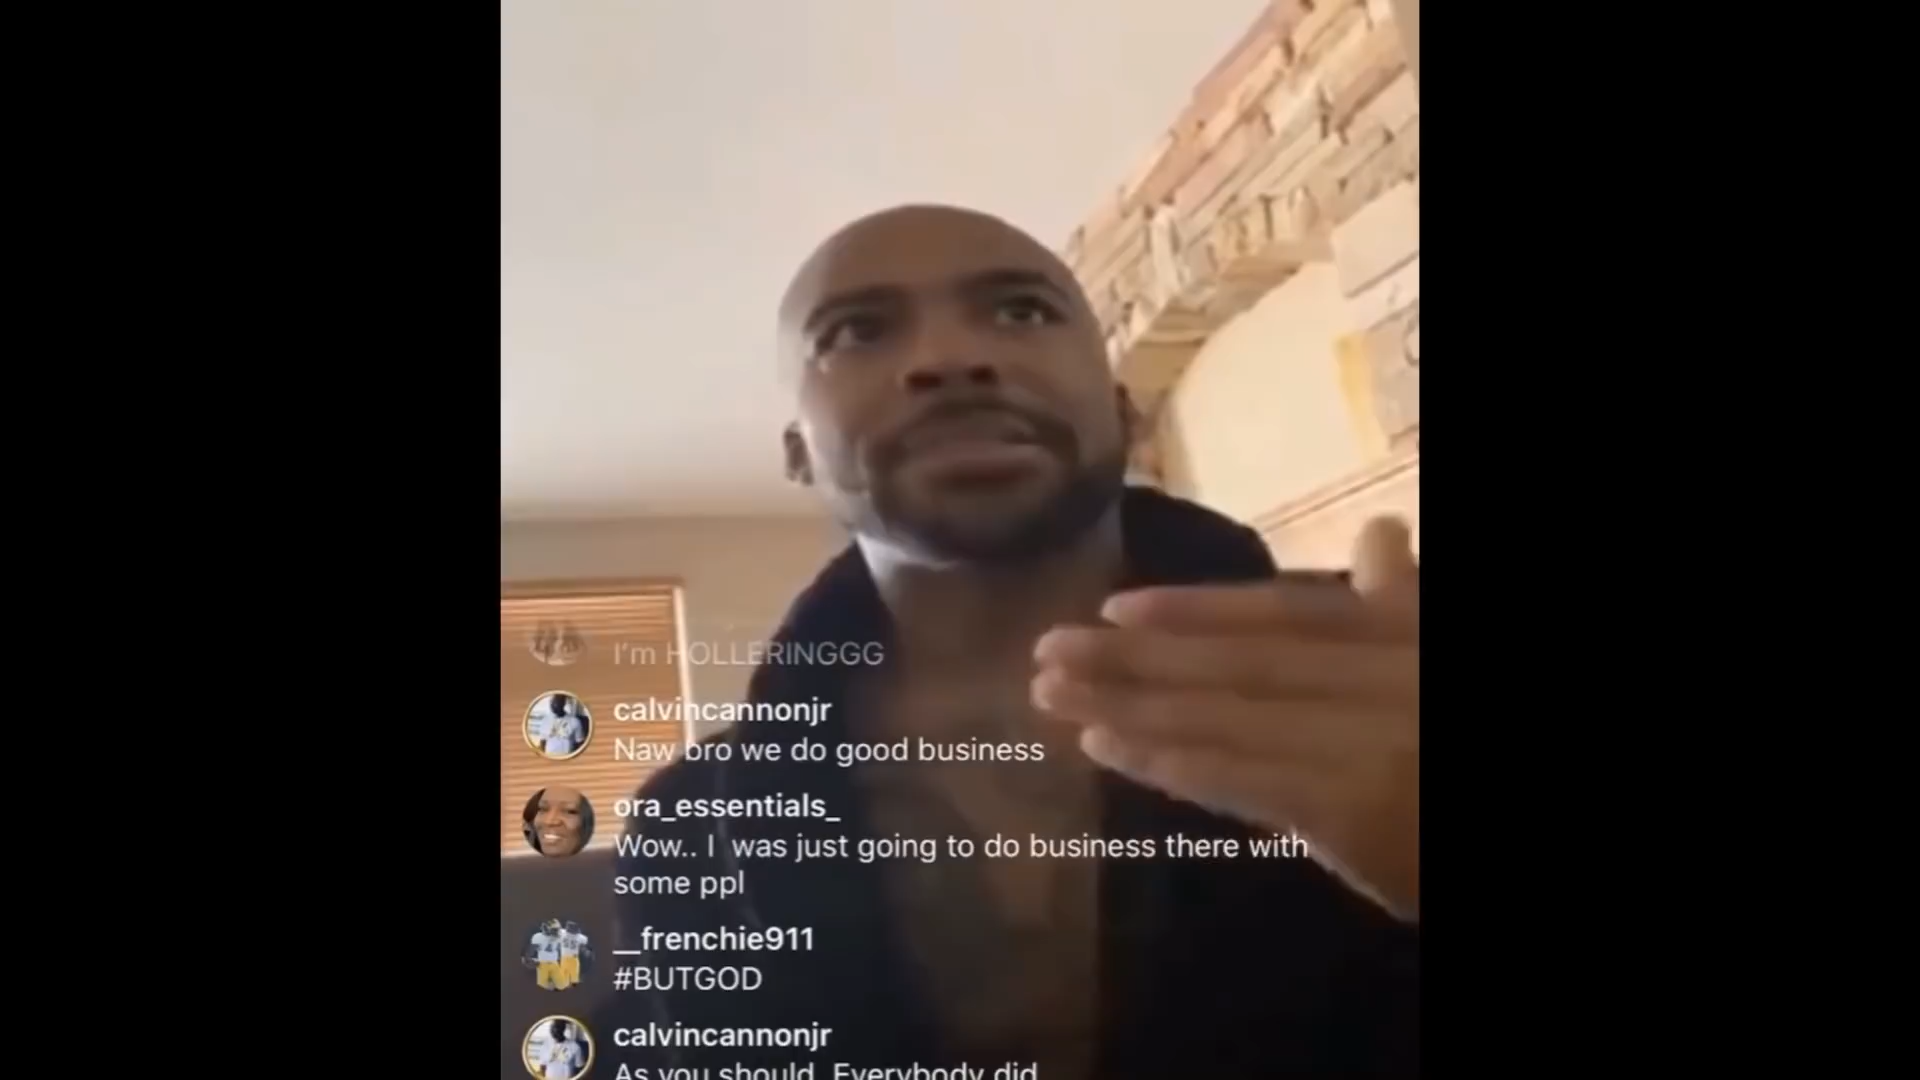 I'm HOLLERINGGG
calvincannonjr
Naw bro we do good business
ora_essentials_
Wow.. I  was just going to do business there with
some ppl
__frenchie911
#BUTGOD
calvincannonjr
As you should. Everybody did